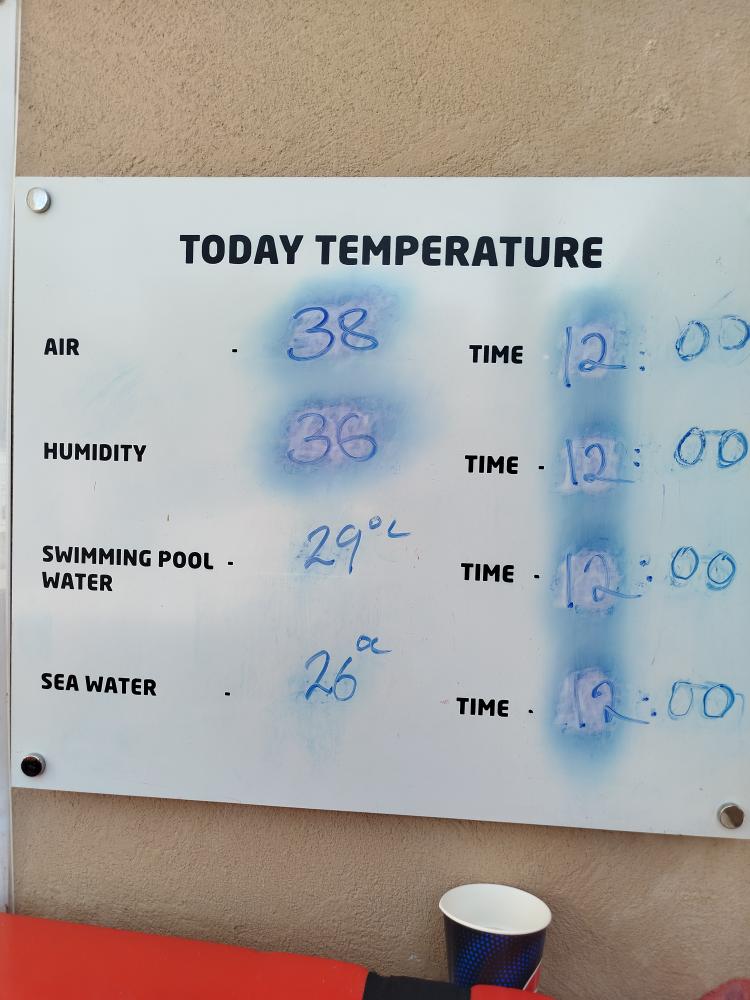 TODAY TEMPERATURE
AIR - 38 TIME 12:00
HUMIDITY 36 TIME - 12:00
SWIMMING POOL - 29°c TIME - 12:00
WATER
SEA WATER - 26°c TIME - 12:00